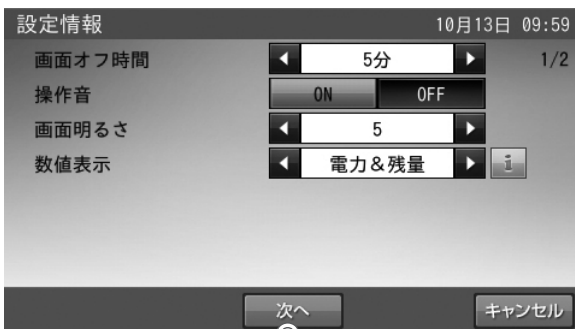 設定情報 10月13日 09:59
画面オフ時間 5分 1/2
操作音 ON OFF
画面明るさ 5
数値表示 電力&残量 i
次へ キャンセル